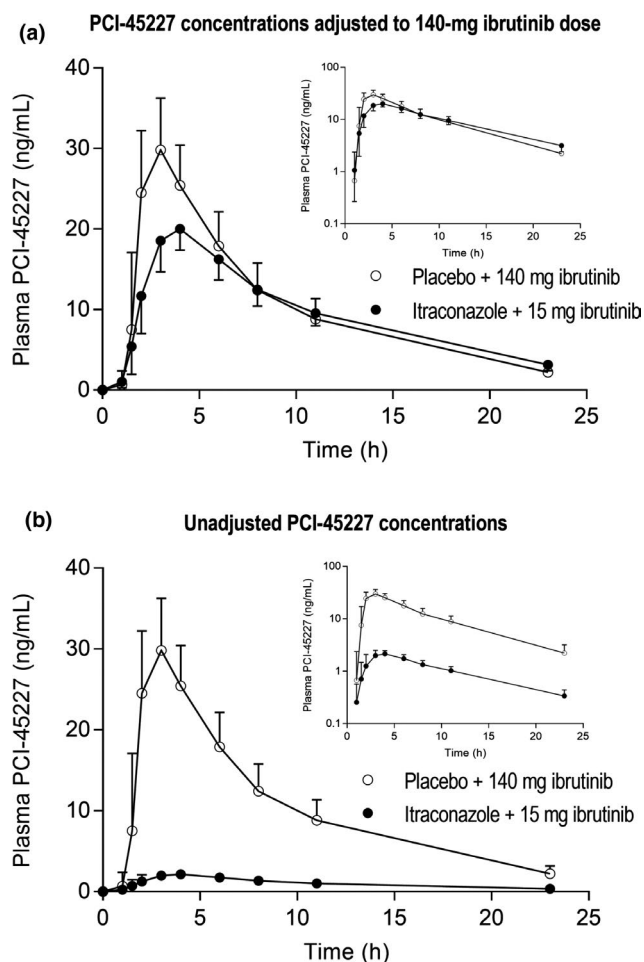 (a)
PCI-45227 concentrations adjusted to 140-mg ibrutinib dose
40
30
20
10
0
Plasma PCI-45227 (ng/mL)
0 5 10 15 20 25
Time (h)
100
10
1
0.1
Plasma PCI-45227 (ng/mL)
0 5 10 15 20 25
Time (h)
Placebo + 140 mg ibrutinib
Itraconazole + 15 mg ibrutinib
(b)
Unadjusted PCI-45227 concentrations
40
30
20
10
0
Plasma PCI-45227 (ng/mL)
0 5 10 15 20 25
Time (h)
100
10
1
0.1
Plasma PCI-45227 (ng/mL)
0 5 10 15 20 25
Time (h)
Placebo + 140 mg ibrutinib
Itraconazole + 15 mg ibrutinib